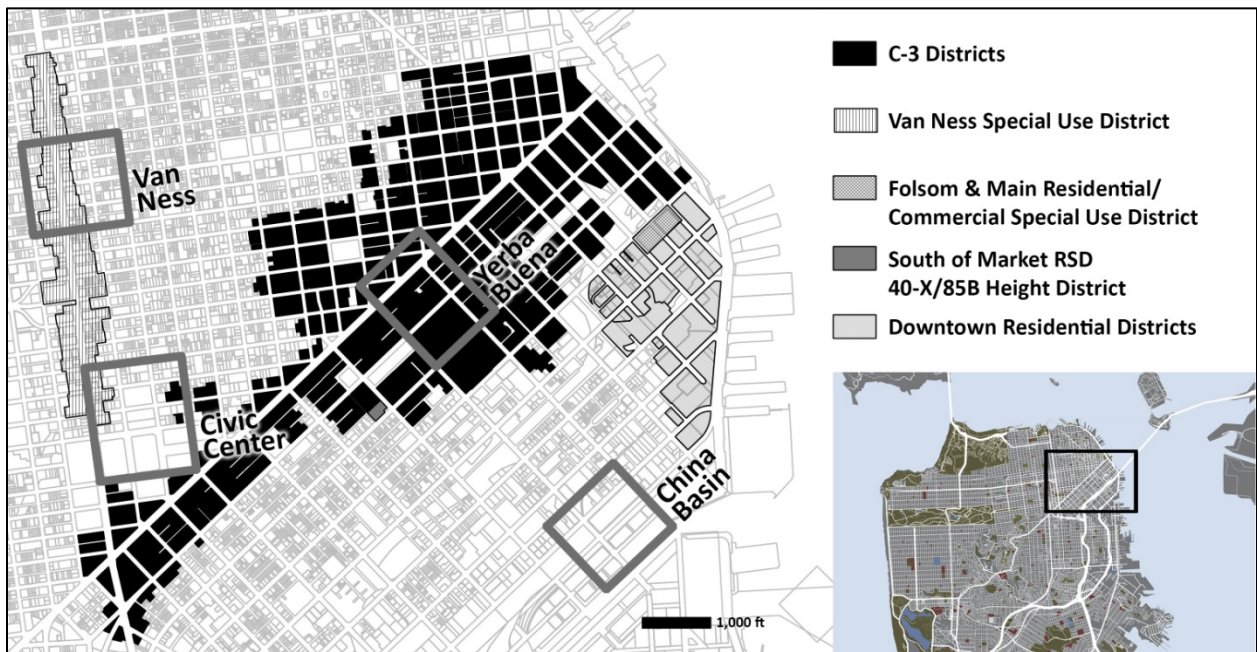 Van
Ness
Civic
Center
Yerba
Buena
China
Basin
1,000 ft
C-3 Districts
Van Ness Special Use District
Folsom & Main Residential/
Commercial Special Use District
South of Market RSD
40-X/85B Height District
Downtown Residential Districts